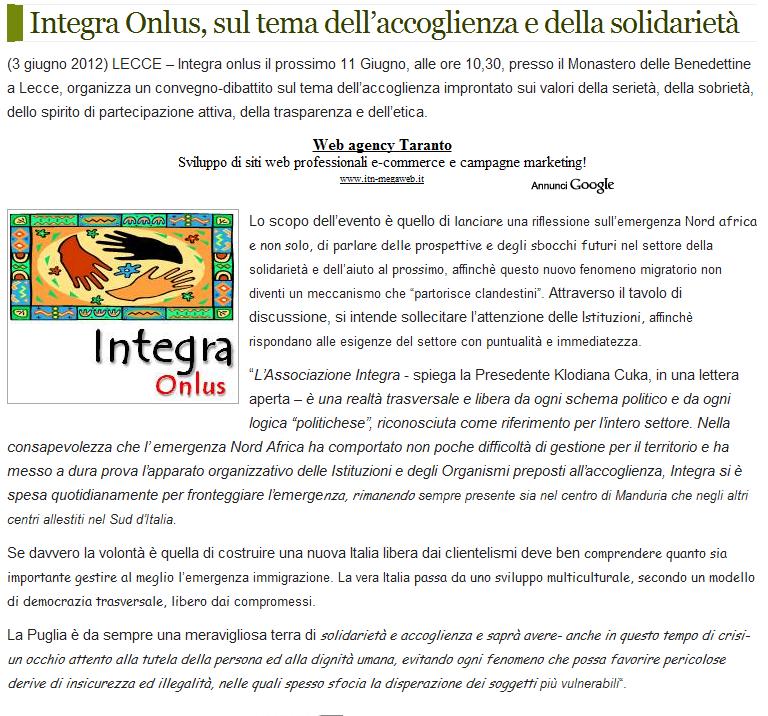 Integra Onlus, sul tema dell'accoglienza e della solidarietà
(3 giugno 2012) LECCE – Integra onlus il prossimo 11 Giugno, alle ore 10,30, presso il Monastero delle Benedettine
a Lecce, organizza un convegno-dibattito sul tema dell'accoglienza improntato sui valori della serietà, della sobrietà,
dello spirito di partecipazione attiva, della trasparenza e dell'etica.
Web agency Taranto
Sviluppo di siti web professionali e-commerce e campagne marketing!
www.itn-megaweb.it
Annunci Google
Integra
Onlus
Lo scopo dell'evento è quello di lanciare una riflessione sull'emergenza Nord africa
e non solo, di parlare delle prospettive e degli sbocchi futuri nel settore della
solidarietà e dell'aiuto al prossimo, affinchè questo nuovo fenomeno migratorio non
diventi un meccanismo che “partorisce clandestini”. Attraverso il tavolo di
discussione, si intende sollecitare l'attenzione delle Istituzioni, affinchè
rispondano alle esigenze del settore con puntualità e immediatezza.
“L'Associazione Integra - spiega la Presedente Klodiana Cuka, in una lettera
aperta – è una realtà trasversale e libera da ogni schema politico e da ogni
logica “politichese”, riconosciuta come riferimento per l'intero settore. Nella
consapevolezza che l' emergenza Nord Africa ha comportato non poche difficoltà di gestione per il territorio e ha
messo a dura prova l'apparato organizzativo delle Istituzioni e degli Organismi preposti all'accoglienza, Integra si è
spesa quotidianamente per fronteggiare l'emergenza, rimanendo sempre presente sia nel centro di Manduria che negli altri
centri allestiti nel Sud d'Italia.
Se davvero la volontà è quella di costruire una nuova Italia libera dai clientelismi deve ben comprendere quanto sia
importante gestire al meglio l'emergenza immigrazione. La vera Italia passa da uno sviluppo multiculturale, secondo un modello
di democrazia trasversale, libero dai compromessi.
La Puglia è da sempre una meravigliosa terra di solidarietà e accoglienza e saprà avere- anche in questo tempo di crisi-
un occhio attento alla tutela della persona ed alla dignità umana, evitando ogni fenomeno che possa favorire pericolose
derive di insicurezza ed illegalità, nelle quali spesso sfocia la disperazione dei soggetti più vulnerabili“.